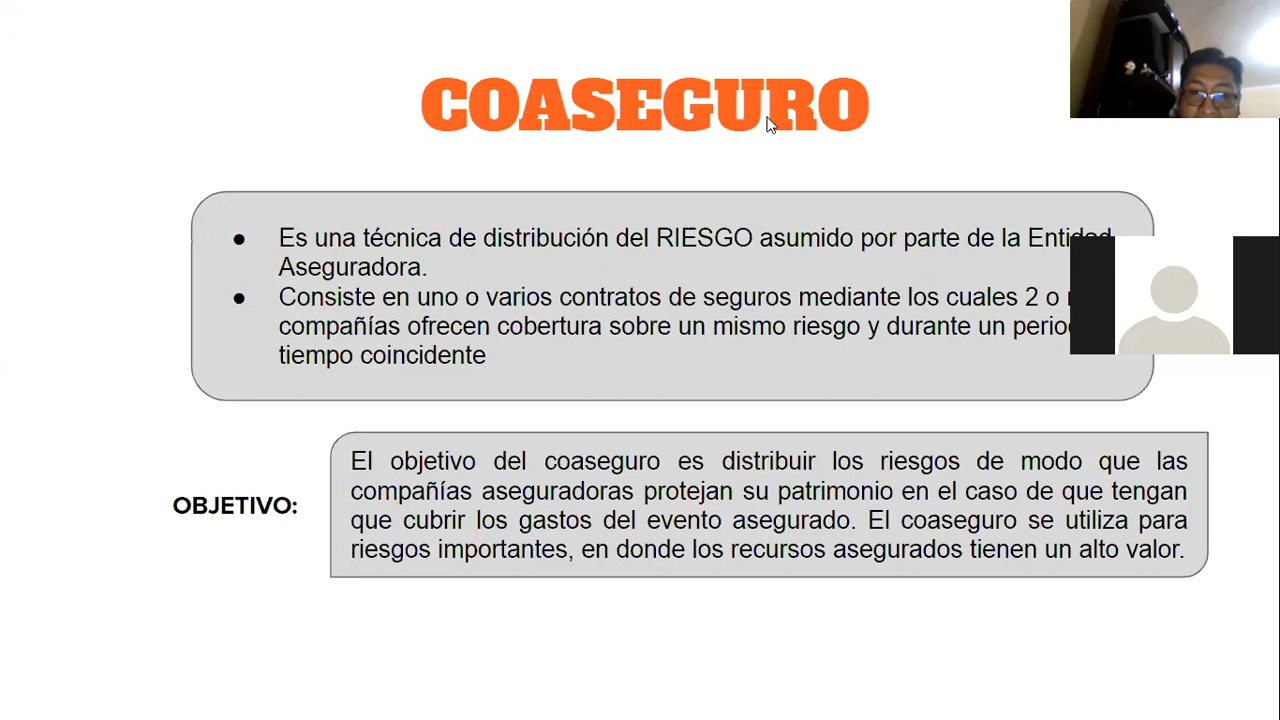 COASEGURO
● Es una técnica de distribución del RIESGO asumido por parte de la Entidad
Aseguradora.
● Consiste en uno o varios contratos de seguros mediante los cuales 2 o
compañías ofrecen cobertura sobre un mismo riesgo y durante un
tiempo coincidente
OBJETIVO:
El objetivo del coaseguro es distribuir los riesgos de modo que las
compañías aseguradoras protejan su patrimonio en el caso de que tengan
que cubrir los gastos del evento asegurado. El coaseguro se utiliza para
riesgos importantes, en donde los recursos asegurados tienen un alto valor.